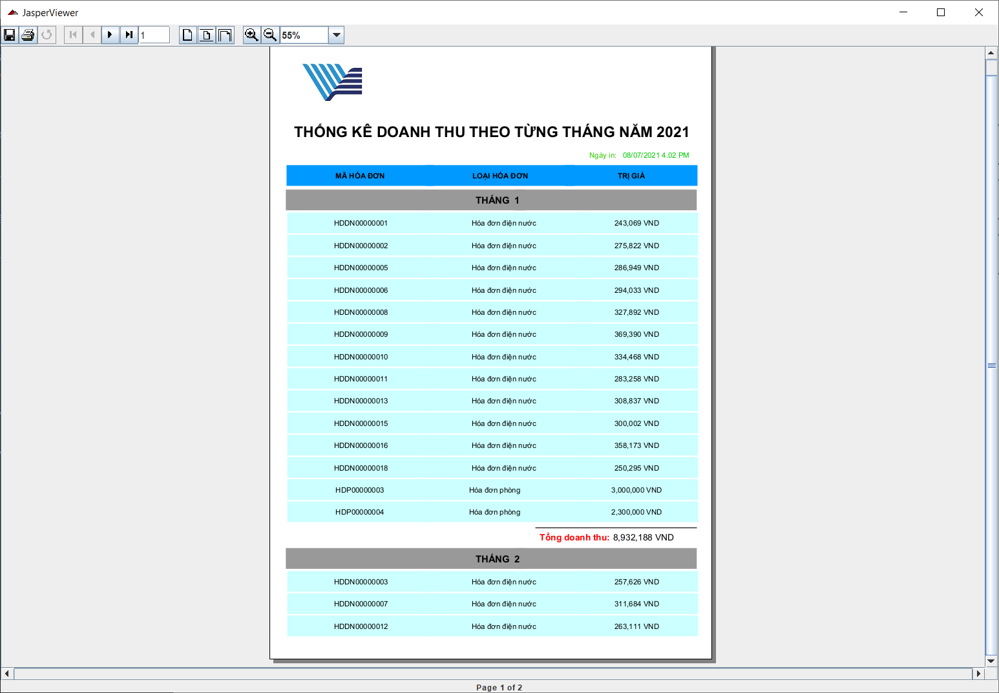 JasperViewer
1
55%
THỐNG KÊ DOANH THU THEO TỪNG THÁNG NĂM 2021
Ngày in: 08/07/2021 4.02 PM
MÃ HÓA ĐƠN LOẠI HÓA ĐƠN TRỊ GIÁ
THÁNG 1
HDDN00000001 Hóa đơn điện nước 243,069 VND
HDDN00000002 Hóa đơn điện nước 275,822 VND
HDDN00000005 Hóa đơn điện nước 286,949 VND
HDDN00000006 Hóa đơn điện nước 294,033 VND
HDDN00000008 Hóa đơn điện nước 327,892 VND
HDDN00000009 Hóa đơn điện nước 369,390 VND
HDDN00000010 Hóa đơn điện nước 334,468 VND
HDDN00000011 Hóa đơn điện nước 283,258 VND
HDDN00000013 Hóa đơn điện nước 308,837 VND
HDDN00000015 Hóa đơn điện nước 300,002 VND
HDDN00000016 Hóa đơn điện nước 358,173 VND
HDDN00000018 Hóa đơn điện nước 250,295 VND
HDP00000003 Hóa đơn phòng 3,000,000 VND
HDP00000004 Hóa đơn phòng 2,300,000 VND
Tổng doanh thu: 8,932,188 VND
THÁNG 2
HDDN00000003 Hóa đơn điện nước 257,626 VND
HDDN00000007 Hóa đơn điện nước 311,684 VND
HDDN00000012 Hóa đơn điện nước 263,111 VND
Page 1 of 2